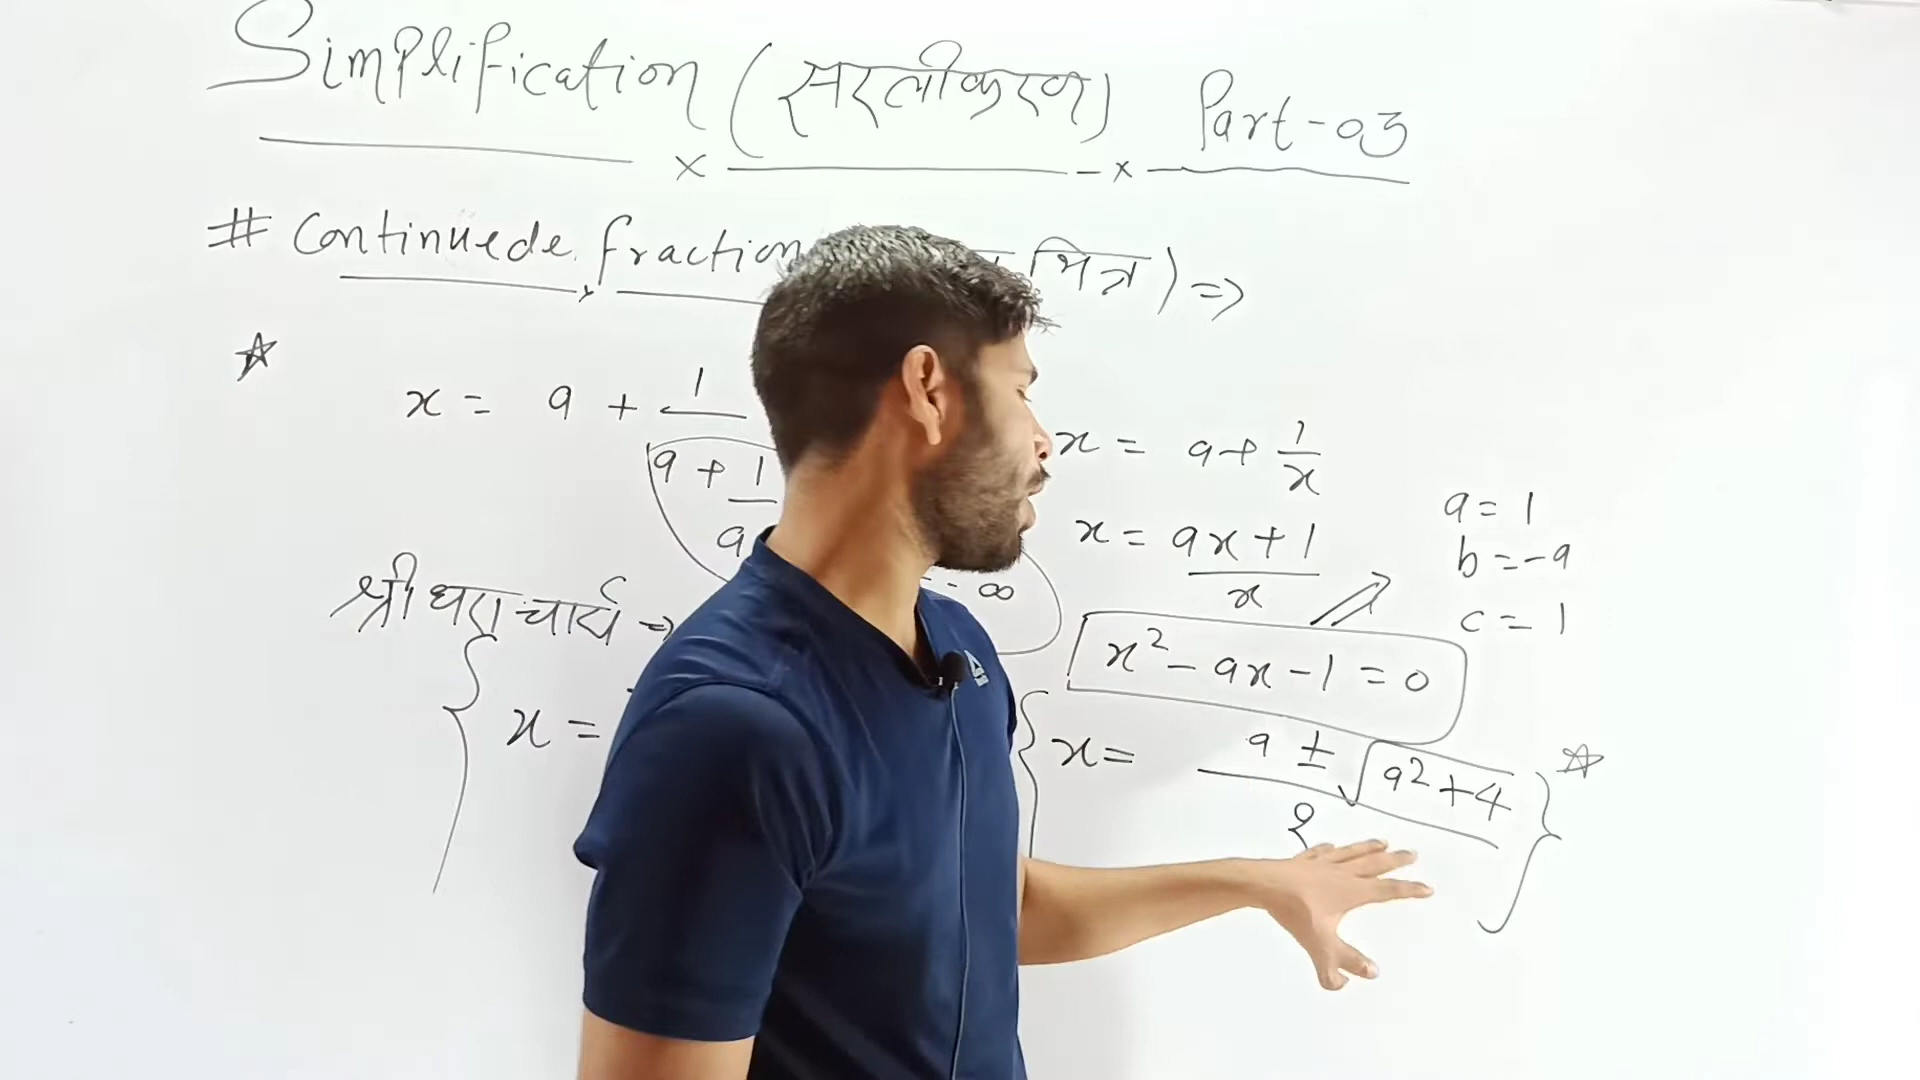 Simplification (सरलीकरण) Part-03
# Continuede fraction भिन्न) =>
x = a + 1
a + 1
a
- - ∞
श्रीधराचार्य →
x =
x = a + 1/x
x = ax + 1 / x
a = 1
b = -a
c = 1
x² - ax - 1 = 0
x = a ± √a² + 4 / 2